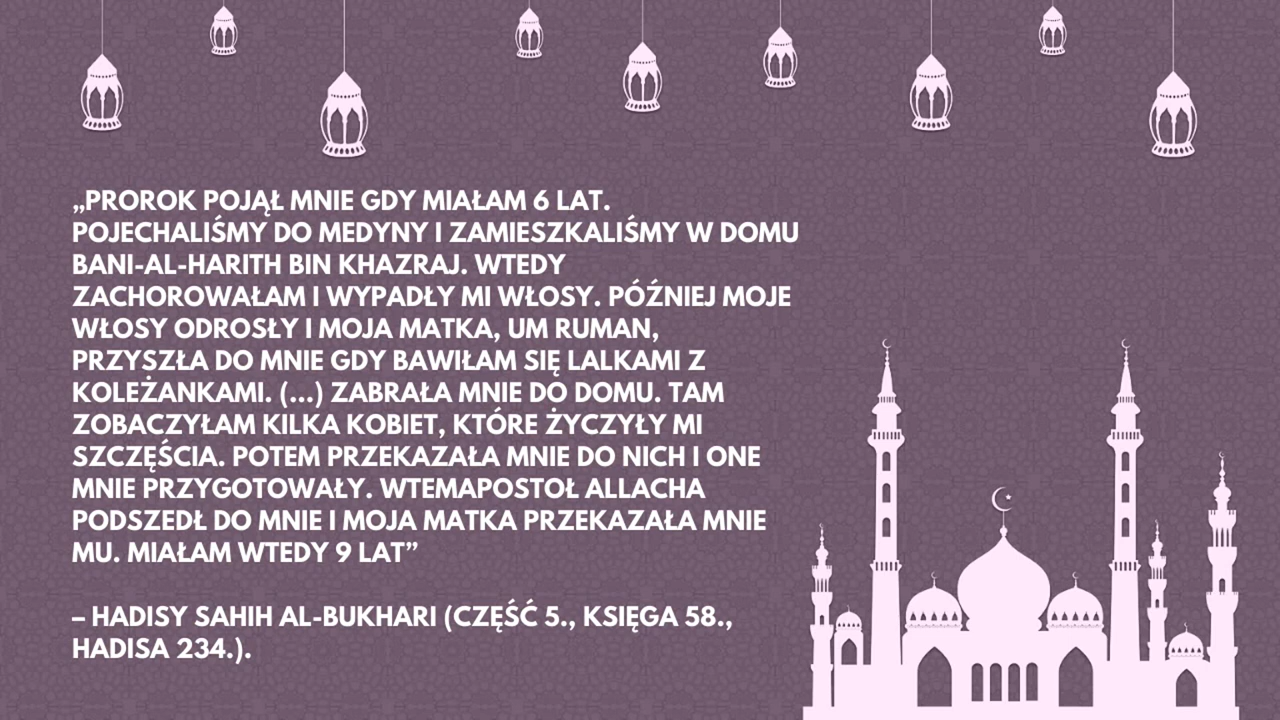 „PROROK POJĄŁ MNIE GDY MIAŁAM 6 LAT.
POJECHALIŚMY DO MEDYNY I ZAMIESZKALIŚMY W DOMU
BANI-AL-HARITH BIN KHAZRAJ. WTEDY
ZACHOROWAŁAM I WYPADŁY MI WŁOSY. PÓŹNIEJ MOJE
WŁOSY ODROSŁY I MOJA MATKA, UM RUMAN,
PRZYSZŁA DO MNIE GDY BAWIŁAM SIĘ LALKAMI Z
KOLEŻANKAMI. (...) ZABRAŁA MNIE DO DOMU. TAM
ZOBACZYŁAM KILKA KOBIET, KTÓRE ŻYCZYŁY MI
SZCZĘŚCIA. POTEM PRZEKAZAŁA MNIE DO NICH I ONE
MNIE PRZYGOTOWAŁY. WTEMAPOSTOŁ ALLACHA
PODSZEDŁ DO MNIE I MOJA MATKA PRZEKAZAŁA MNIE
MU. MIAŁAM WTEDY 9 LAT”
– HADISY SAHIH AL-BUKHARI (CZĘŚĆ 5., KSIĘGA 58.,
HADISA 234.).